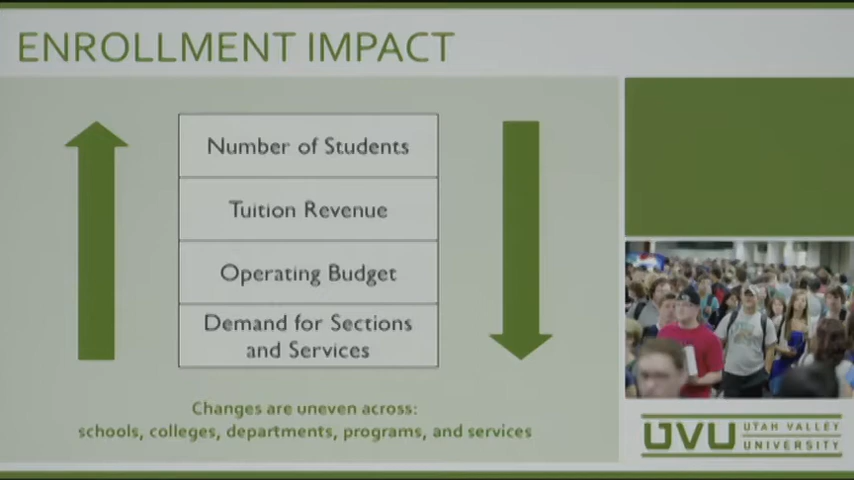 ENROLLMENT IMPACT
Number of Students
Tuition Revenue
Operating Budget
Demand for Sections
and Services
Changes are uneven across:
schools, colleges, departments, programs, and services
UVU UTAH VALLEY
UNIVERSITY